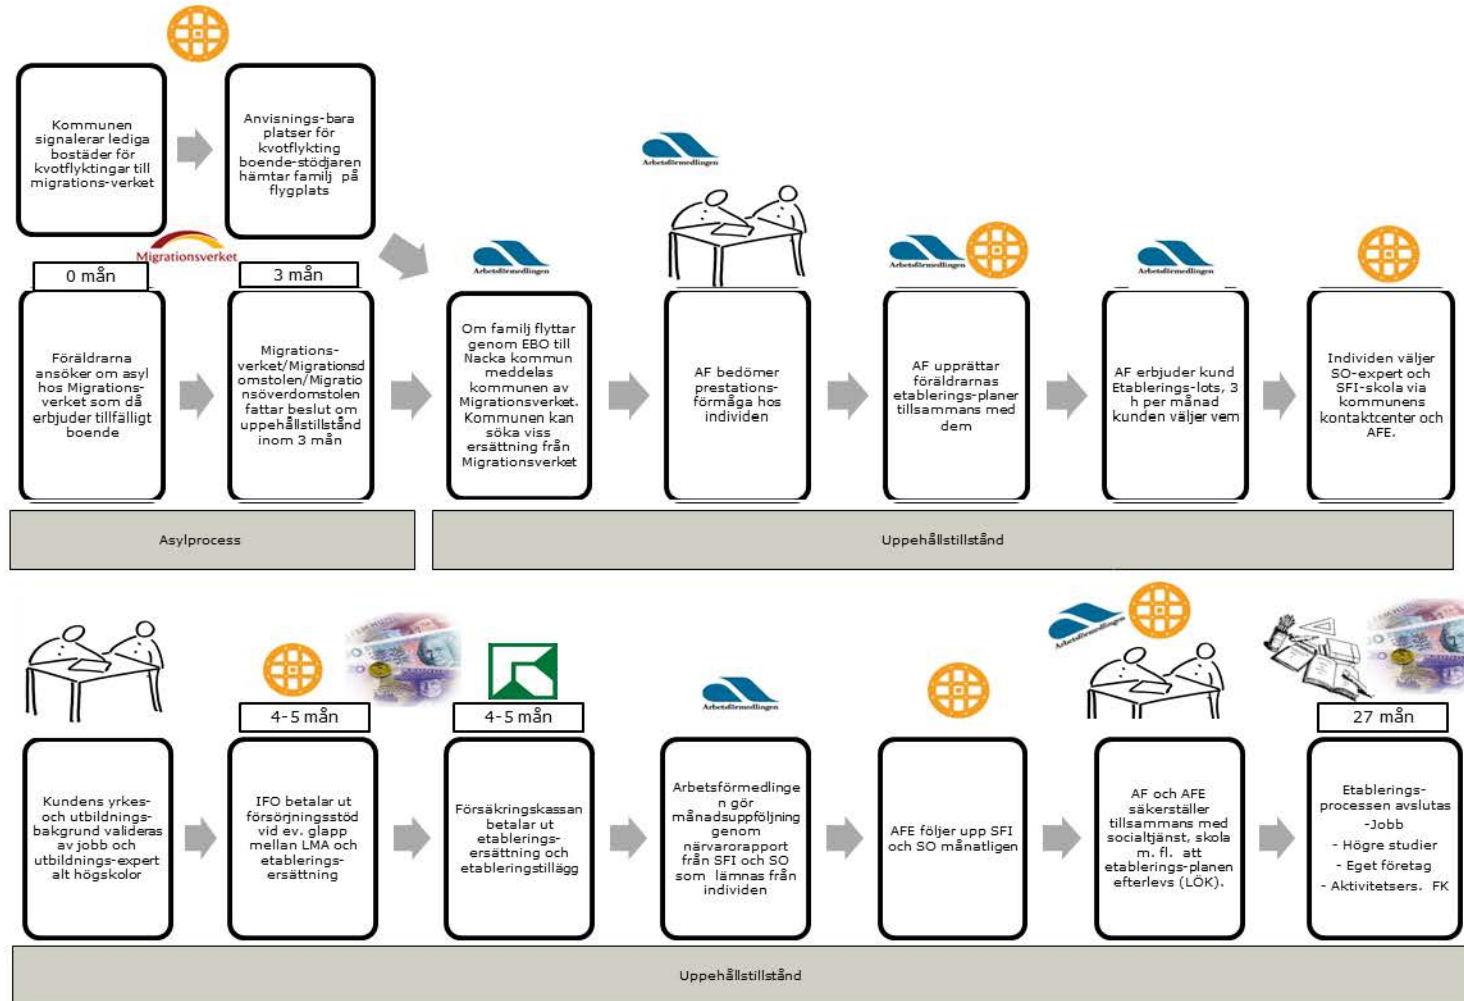 Kommunen
signalerar lediga
bostäder för
kvotflyktingar till
migrations-verket
Anvisnings-bara
platser för
kvotflykting
boende-stödjaren
hämtar familj på
flygplats
Migrationsverket
0 mån
3 mån
Arbetsförmedlingen
Arbetsförmedlingen
Arbetsförmedlingen
Arbetsförmedlingen
Föräldrarna
ansöker om asyl
hos Migrations-
verket som då
erbjuder tillfälligt
boende
Migrations-
verket/Migrationsd
omstolen/Migratio
nsöverdomstolen
fattar beslut om
uppehållstillstånd
inom 3 mån
Om familj flyttar
genom EBO till
Nacka kommun
meddelas
kommunen av
Migrationsverket.
Kommunen kan
söka viss
ersättning från
Migrationsverket
AF bedömer
prestations-
förmåga hos
individen
AF upprättar
föräldrarnas
etablerings-planer
tillsammans med
dem
AF erbjuder kund
Etablerings-lots, 3
h per månad
kunden väljer vem
Individen väljer
SO-expert och
SFI-skola via
kommunens
kontaktcenter och
AFE.
Asylprocess
Uppehållstillstånd
4-5 mån
4-5 mån
Arbetsförmedlingen
Arbetsförmedlingen
27 mån
Kundens yrkes-
och utbildnings-
bakgrund valideras
av jobb och
utbildnings-expert
alt högskolor
IFO betalar ut
försörjningsstöd
vid ev. glapp
mellan LMA och
etablerings-
ersättning
Försäkringskassan
betalar ut
etablerings-
ersättning och
etableringstillägg
Arbetsförmedlinge
n gör
månadsuppföljning
genom
närvarorapport
från SFI och SO
som lämnas från
individen
AFE följer upp SFI
och SO månatligen
AF och AFE
säkerställer
tillsammans med
socialtjänst, skola
m. fl. att
etablerings-planen
efterlevs (LÖK).
Etablerings-
processen avslutas
-Jobb
- Högre studier
- Eget företag
- Aktivitetsers. FK
Uppehållstillstånd